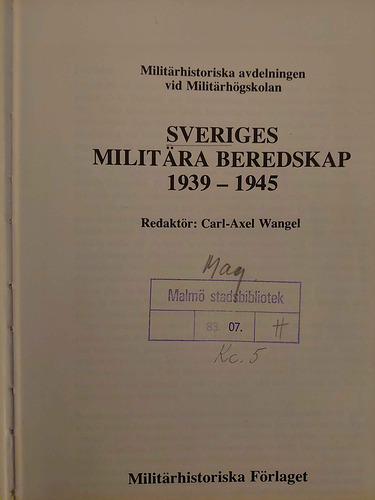 Militärhistoriska avdelningen
vid Militärhögskolan
SVERIGES
MILITÄRA BEREDSKAP
1939 – 1945
Redaktör: Carl-Axel Wangel
Mag.
Malmö stadsbibliotek
83. 07. H
Kc. 5
Militärhistoriska Förlaget